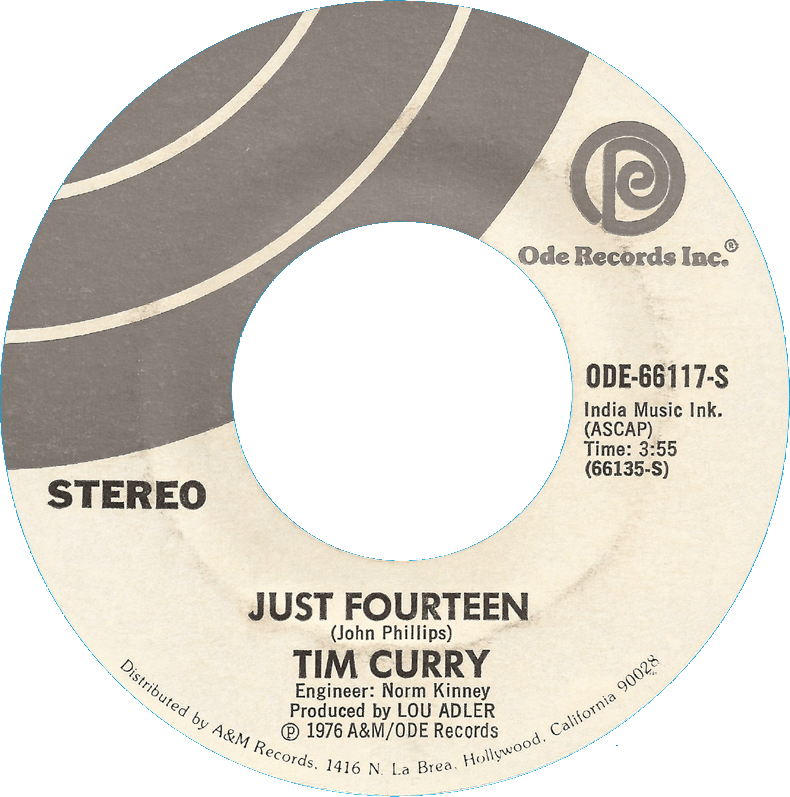 Ode Records Inc.®
ODE-66117-S
India Music Ink.
(ASCAP)
Time: 3:55
(66135-S)
STEREO
JUST FOURTEEN
(John Phillips)
TIM CURRY
Engineer: Norm Kinney
Produced by LOU ADLER
℗ 1976 A&M/ODE Records
Distributed by A&M Records, 1416 N. La Brea, Hollywood, California 90028